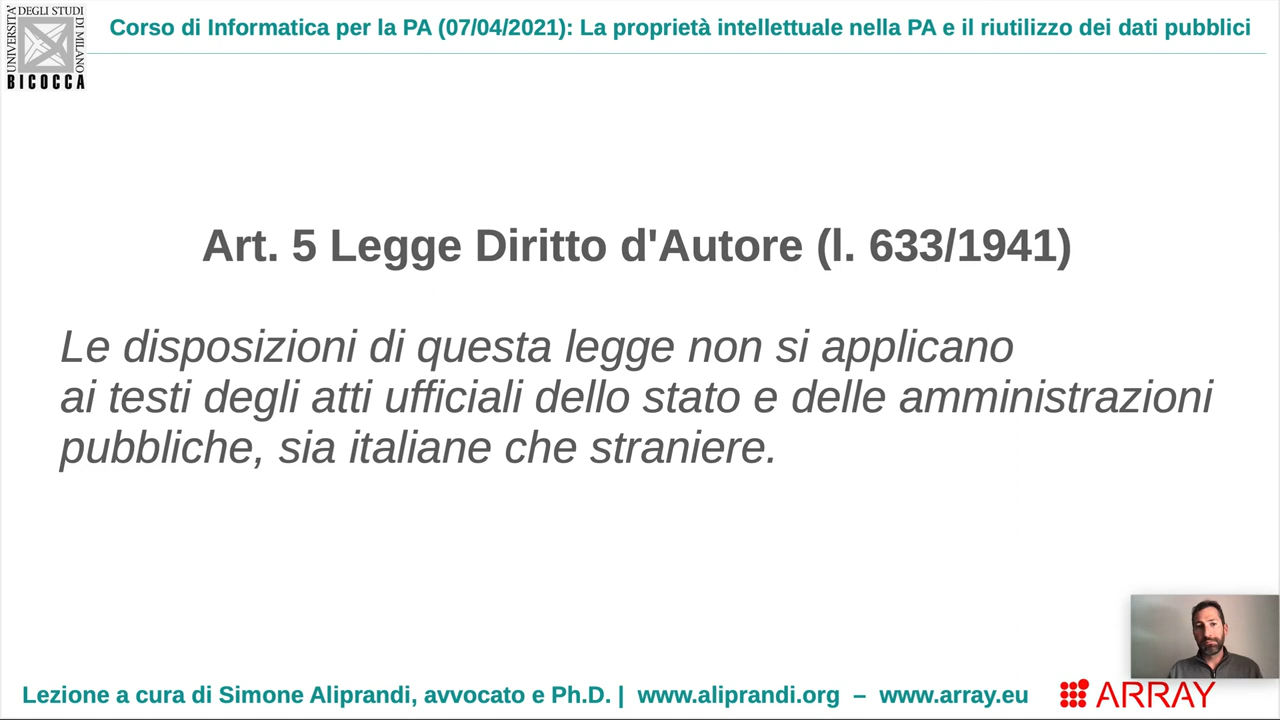 UNIVERSITA'
DEGLI STUDI
DI MILANO
BICOCCA
Corso di Informatica per la PA (07/04/2021): La proprietà intellettuale nella PA e il riutilizzo dei dati pubblici
Art. 5 Legge Diritto d'Autore (l. 633/1941)
Le disposizioni di questa legge non si applicano
ai testi degli atti ufficiali dello stato e delle amministrazioni
pubbliche, sia italiane che straniere.
Lezione a cura di Simone Aliprandi, avvocato e Ph.D. | www.aliprandi.org – www.array.eu
ARRAY